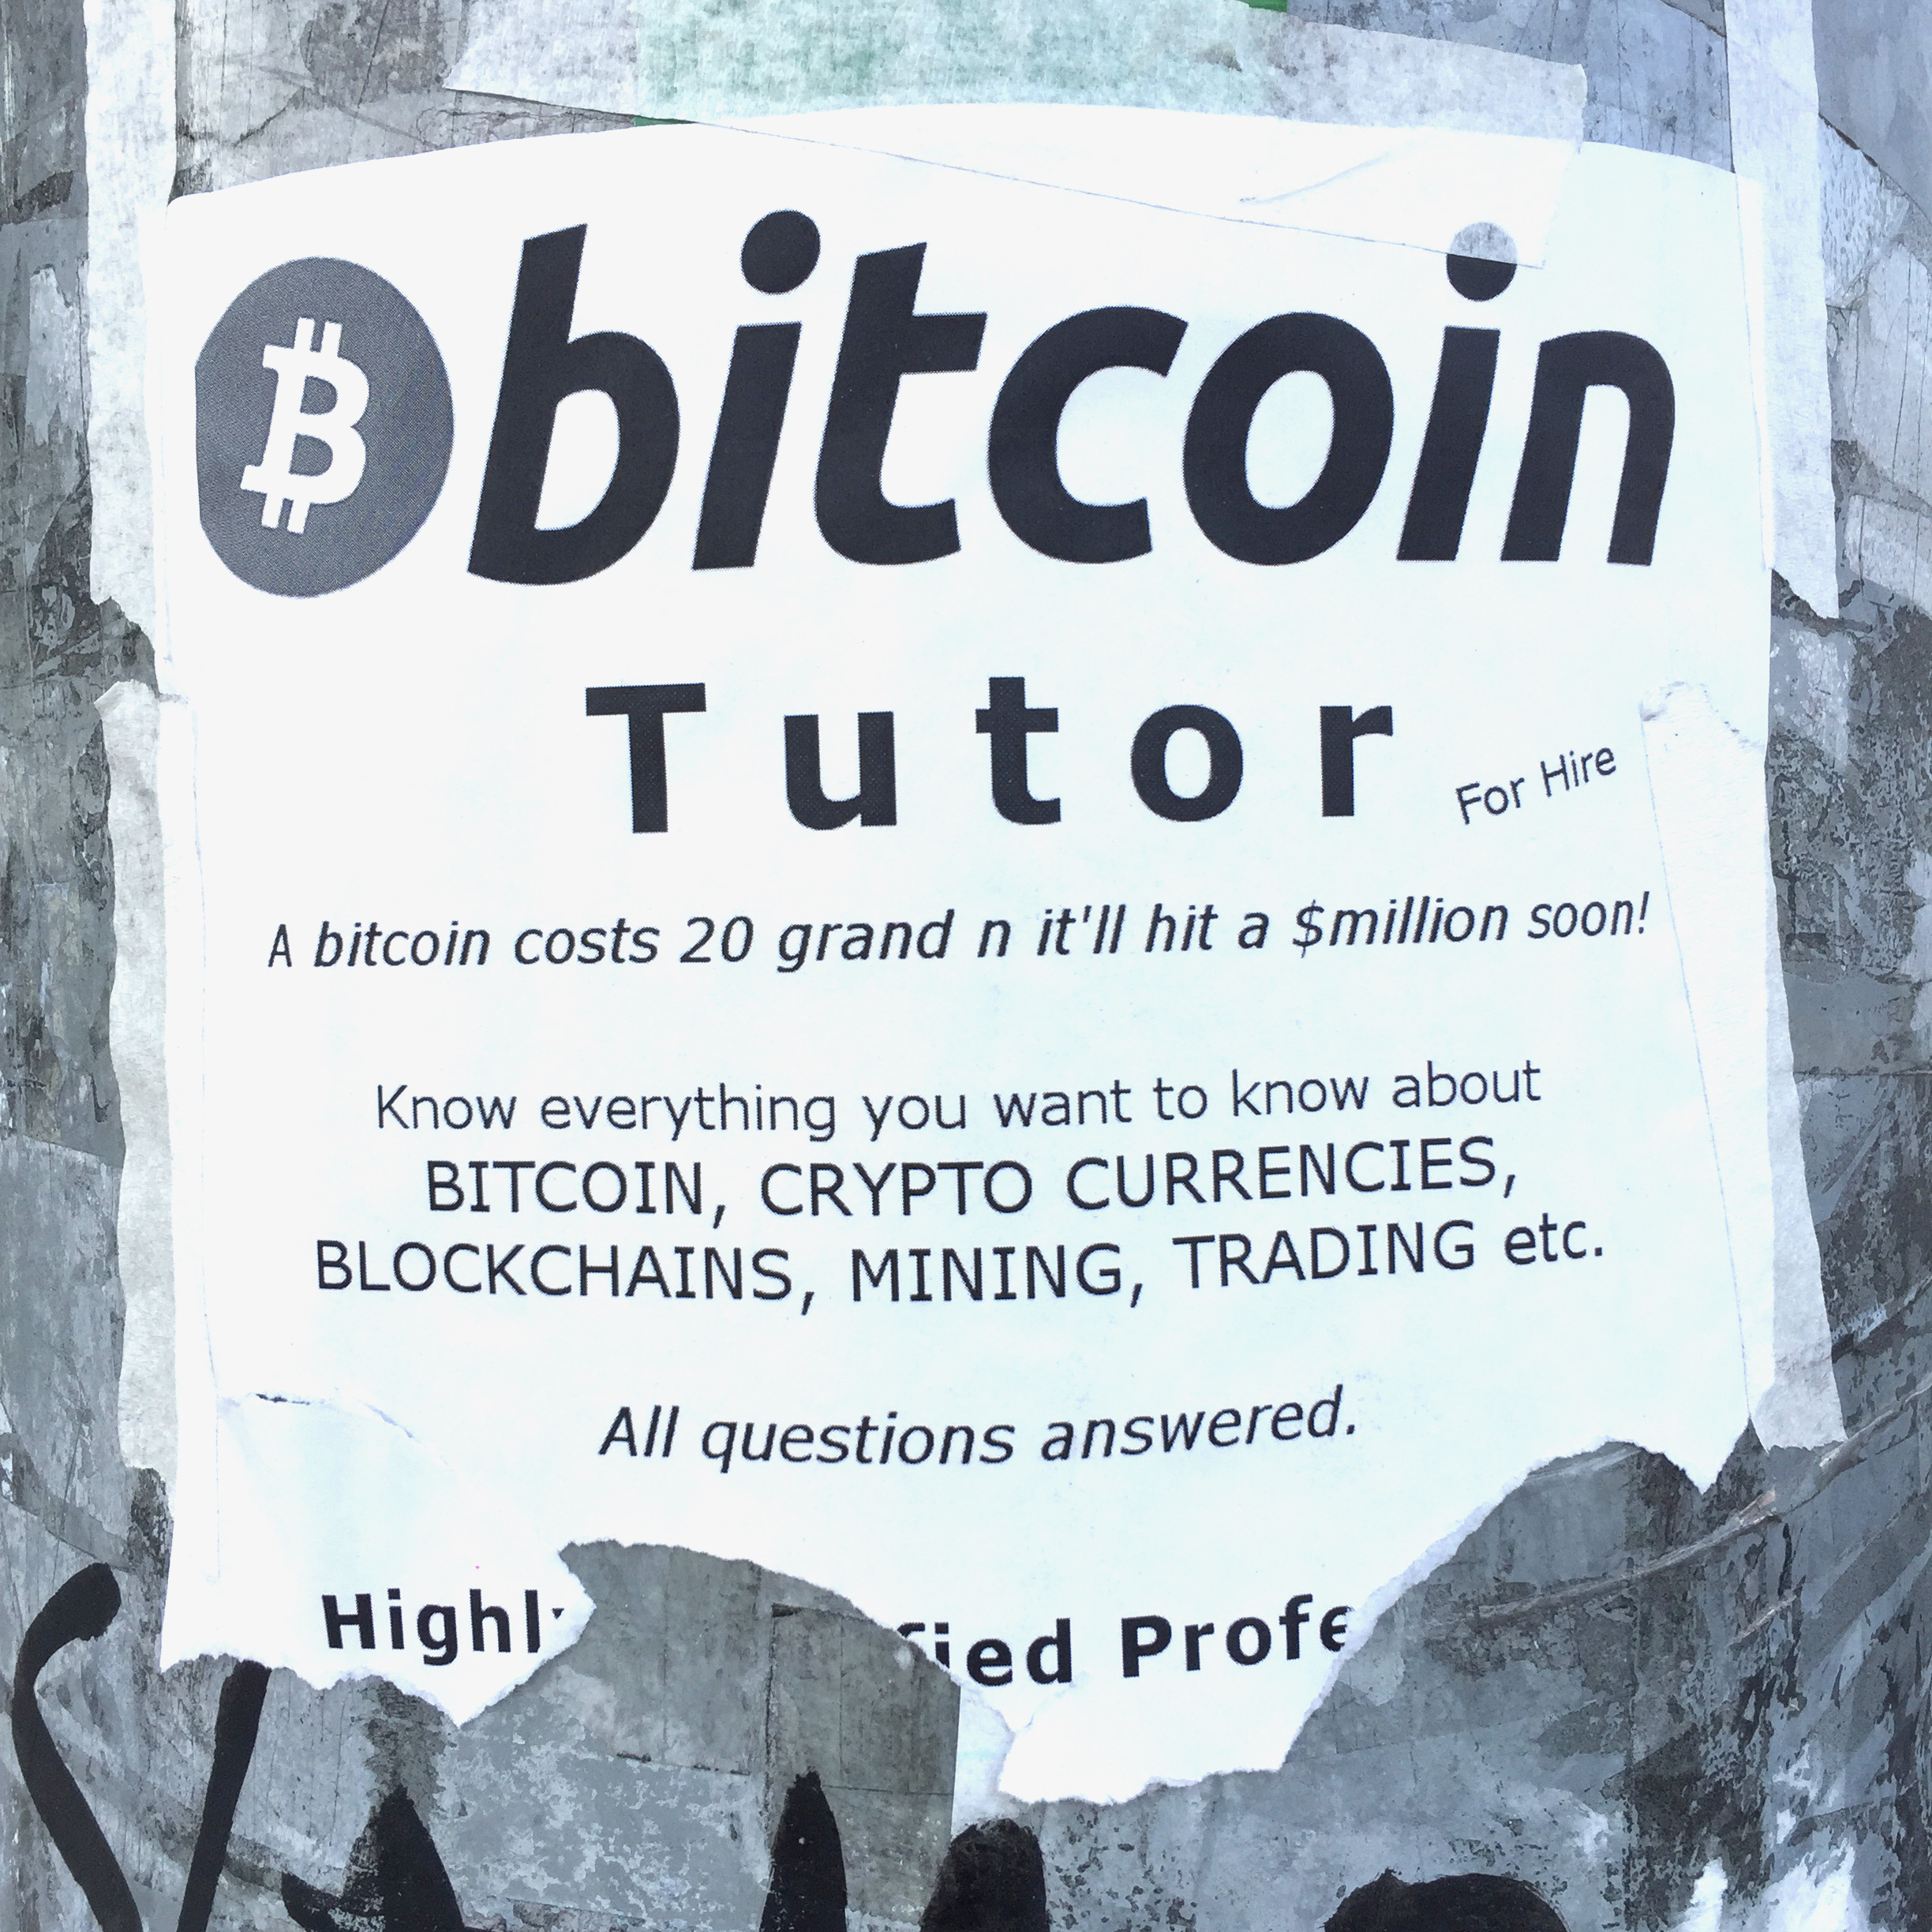 bitcoin
Tutor
For Hire
A bitcoin costs 20 grand n it'll hit a $million soon!
Know everything you want to know about
BITCOIN, CRYPTO CURRENCIES,
BLOCKCHAINS, MINING, TRADING etc.
All questions answered.